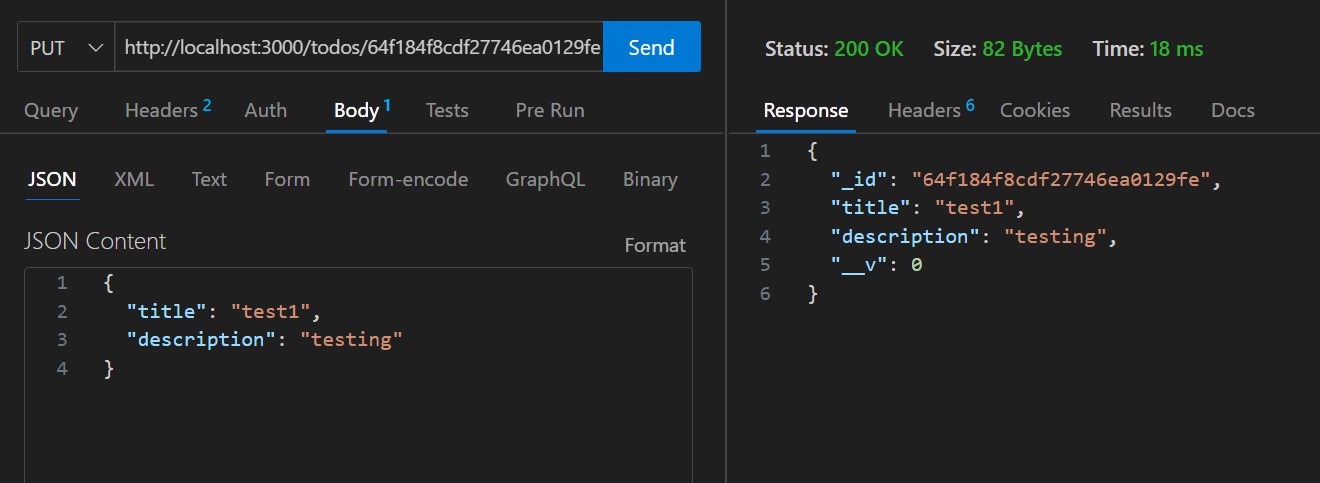 PUT http://localhost:3000/todos/64f184f8cdf27746ea0129fe Send
Query Headers 2 Auth Body 1 Tests Pre Run
JSON XML Text Form Form-encode GraphQL Binary
JSON Content Format
1 {
2 "title": "test1",
3 "description": "testing"
4 }
Status: 200 OK Size: 82 Bytes Time: 18 ms
Response Headers 6 Cookies Results Docs
1 {
2 "_id": "64f184f8cdf27746ea0129fe",
3 "title": "test1",
4 "description": "testing",
5 "__v": 0
6 }